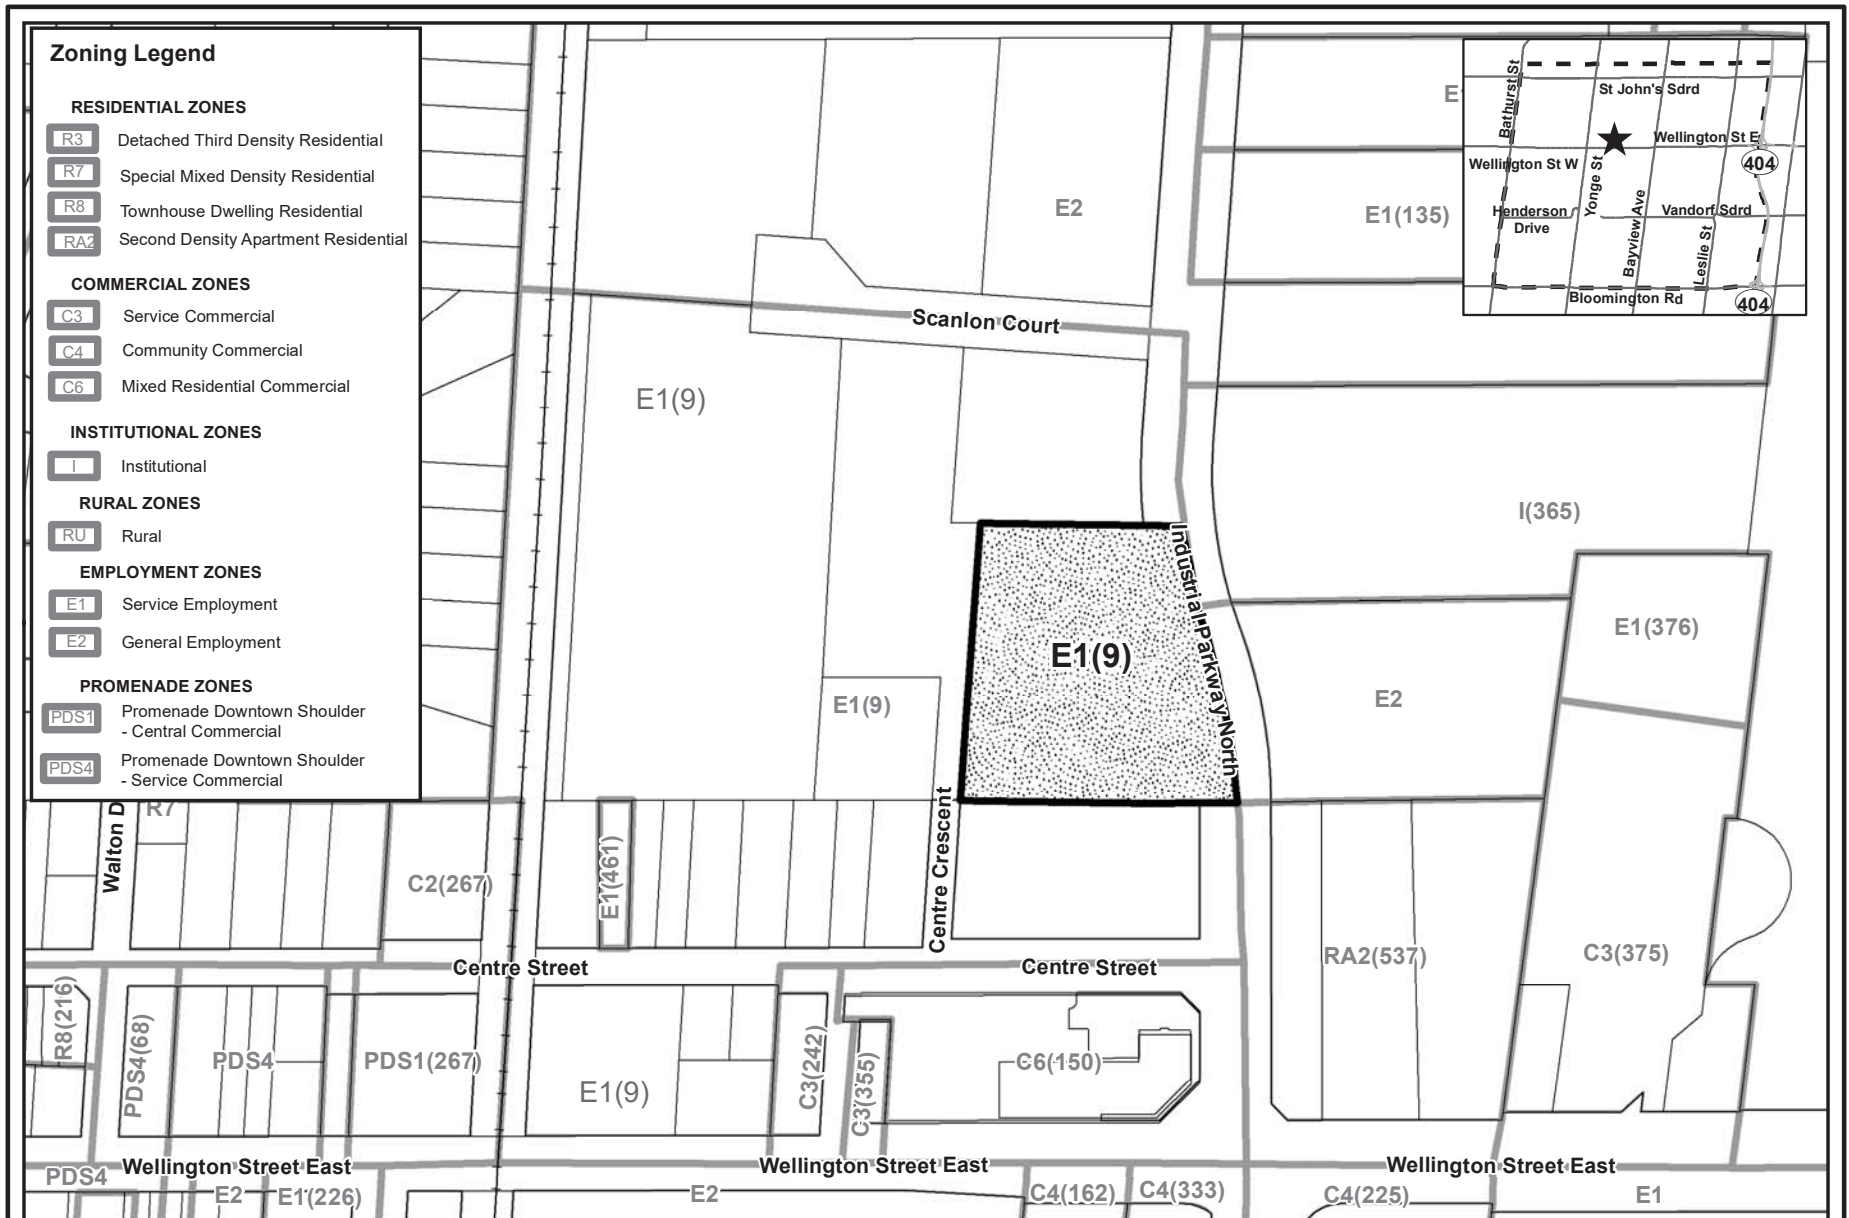 Zoning Legend
RESIDENTIAL ZONES
R3 Detached Third Density Residential
R7 Special Mixed Density Residential
R8 Townhouse Dwelling Residential
RA2 Second Density Apartment Residential
COMMERCIAL ZONES
C3 Service Commercial
C4 Community Commercial
C6 Mixed Residential Commercial
INSTITUTIONAL ZONES
I Institutional
RURAL ZONES
RU Rural
EMPLOYMENT ZONES
E1 Service Employment
E2 General Employment
PROMENADE ZONES
PDS1 Promenade Downtown Shoulder
- Central Commercial
PDS4 Promenade Downtown Shoulder
- Service Commercial
Bathurst St
St John's Sdrd
Wellington St E
Wellington St W
404
Yonge St
Henderson
Drive
Vandorf Sdrd
Bayview Ave
Leslie St
Bloomington Rd
404
E2
E1(135)
Scanlon Court
E1(9)
I(365)
Industrial Parkway North
E1(9)
E1(376)
E1(9)
E2
R7
Walton D
C2(267)
E1(461)
Centre Crescent
RA2(537)
C3(375)
Centre Street
Centre Street
R8(216)
PDS4(68)
PDS4
PDS1(267)
E1(9)
C3(242)
C3(355)
C6(150)
PDS4
Wellington Street East
Wellington Street East
Wellington Street East
E2
E1(226)
E2
C4(162)
C4(333)
C4(225)
E1